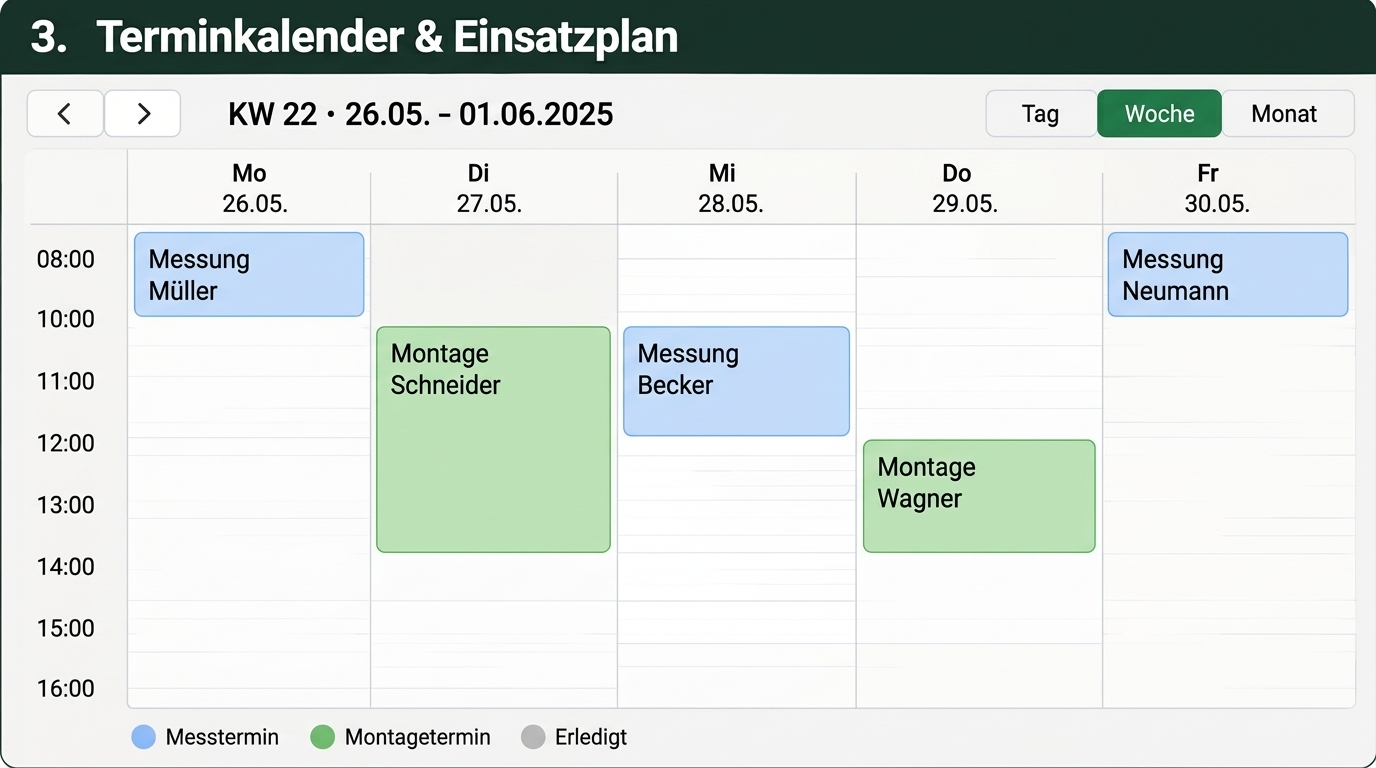 3. Terminkalender & Einsatzplan
KW 22 • 26.05. - 01.06.2025
Tag Woche Monat
Mo Di Mi Do Fr
26.05. 27.05. 28.05. 29.05. 30.05.
08:00
Messung
Müller
Messung
Neumann
10:00
Montage
Schneider
Messung
Becker
11:00
12:00
Montage
Wagner
13:00
14:00
15:00
16:00
Messtermin Montagetermin Erledigt